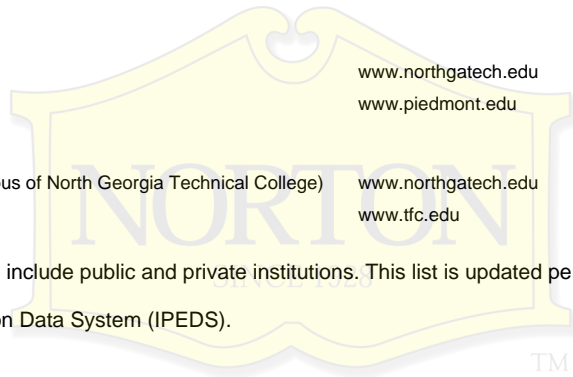 www.northgatech.edu
www.piedmont.edu
pus of North Georgia Technical College) www.northgatech.edu
www.tfc.edu
include public and private institutions. This list is updated pe
on Data System (IPEDS).
NORTON
SINCE 1928
TM